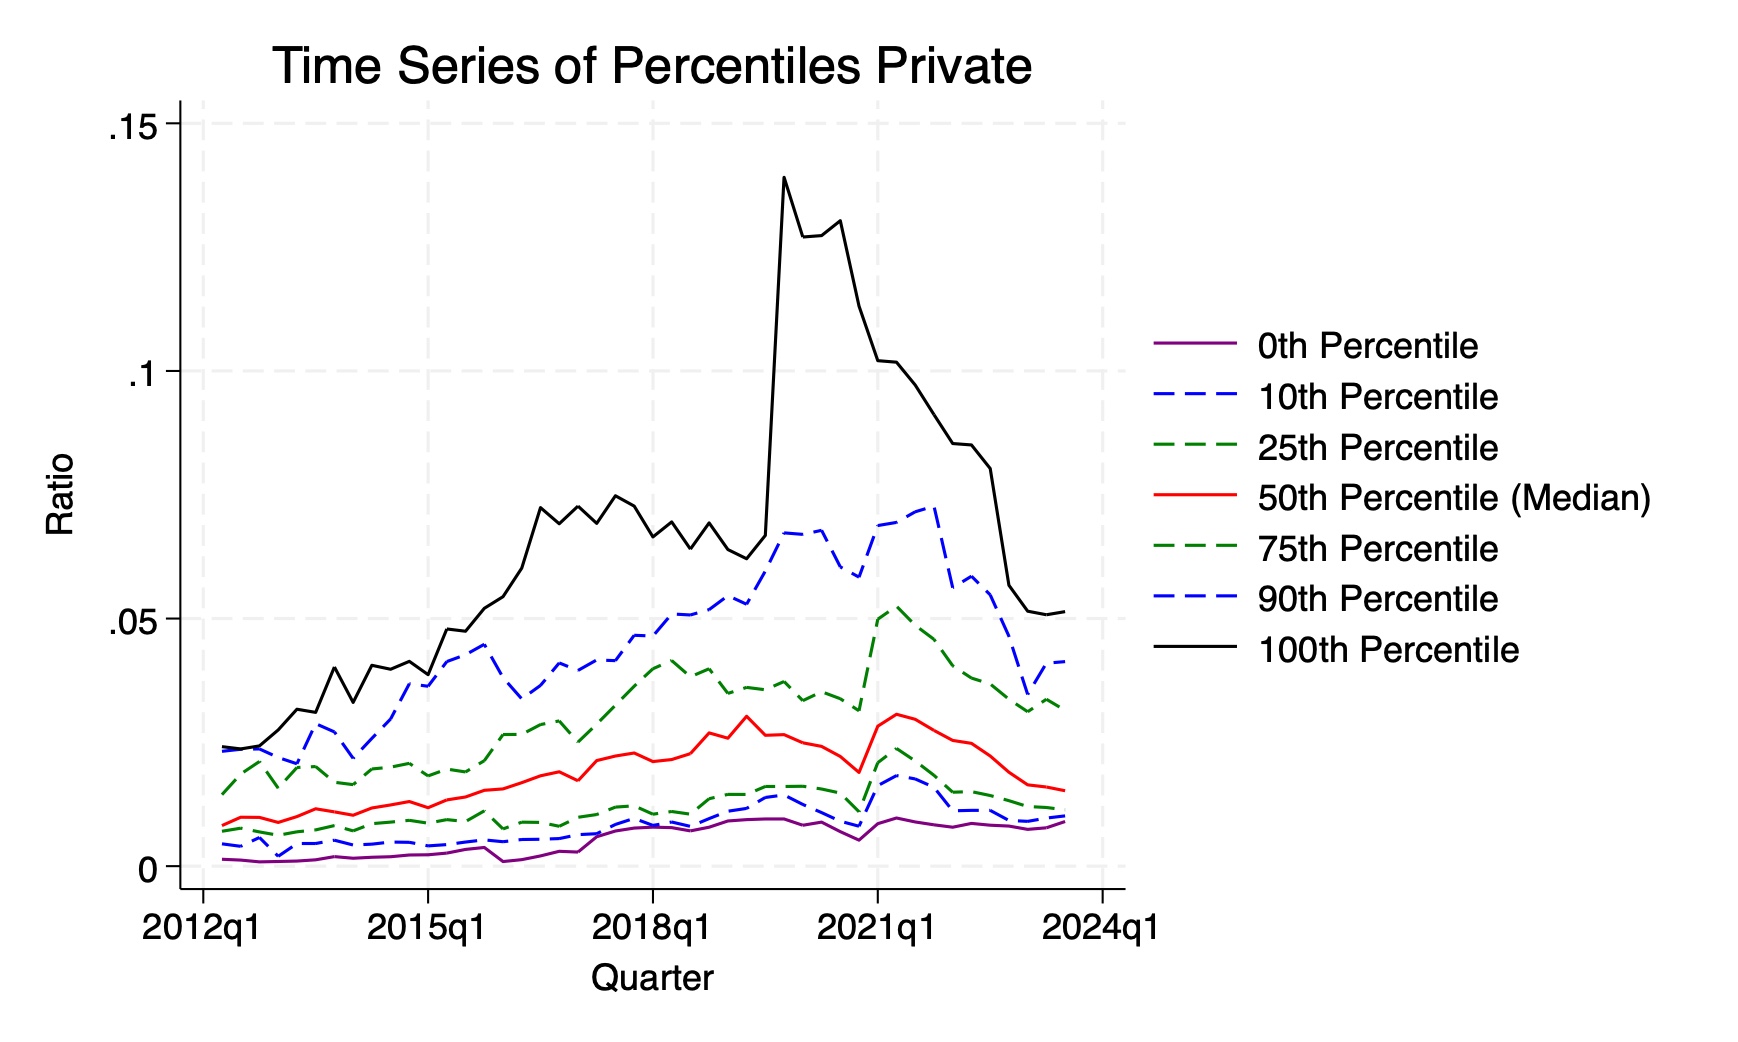 Time Series of Percentiles Private
.15
.1
.05
0
Ratio
2012q1 2015q1 2018q1 2021q1 2024q1
Quarter
0th Percentile
10th Percentile
25th Percentile
50th Percentile (Median)
75th Percentile
90th Percentile
100th Percentile